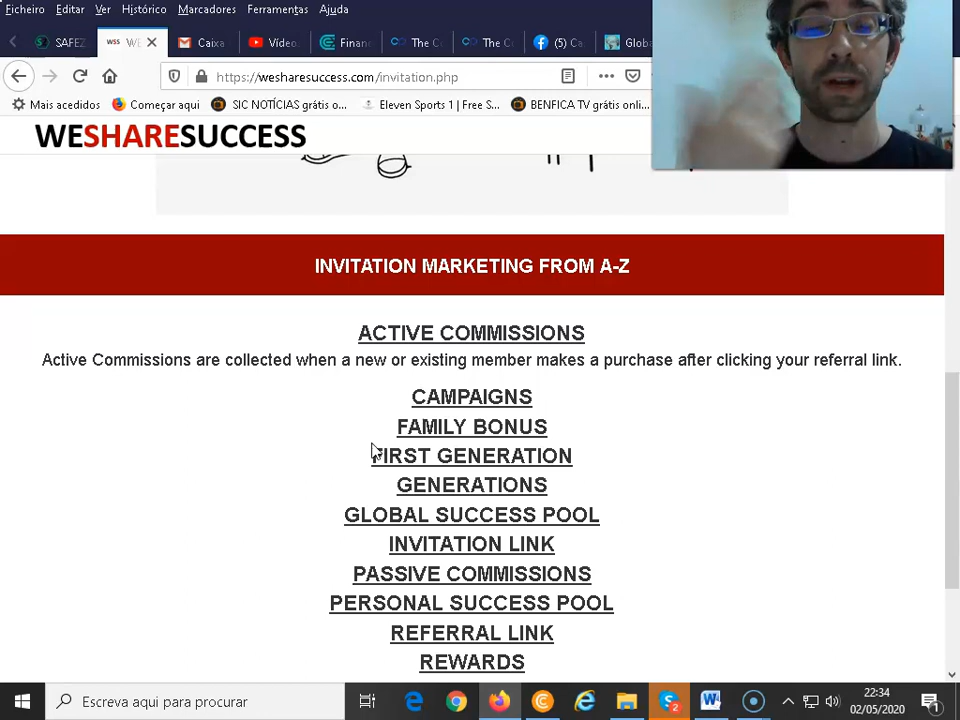 Ficheiro Editar Ver Histórico Marcadores Ferramentas Ajuda
SAFEZ WSS WE Caixa Vídeo Finan The C The C (5) Ca Glob
https://wesharesuccess.com/invitation.php
Mais acedidos Começar aqui SIC NOTÍCIAS grátis o... Eleven Sports 1 | Free S... BENFICA TV grátis onli...
WESHARESUCCESS
INVITATION MARKETING FROM A-Z
ACTIVE COMMISSIONS
Active Commissions are collected when a new or existing member makes a purchase after clicking your referral link.
CAMPAIGNS
FAMILY BONUS
FIRST GENERATION
GENERATIONS
GLOBAL SUCCESS POOL
INVITATION LINK
PASSIVE COMMISSIONS
PERSONAL SUCCESS POOL
REFERRAL LINK
REWARDS
Escreva aqui para procurar
22:34
02/05/2020